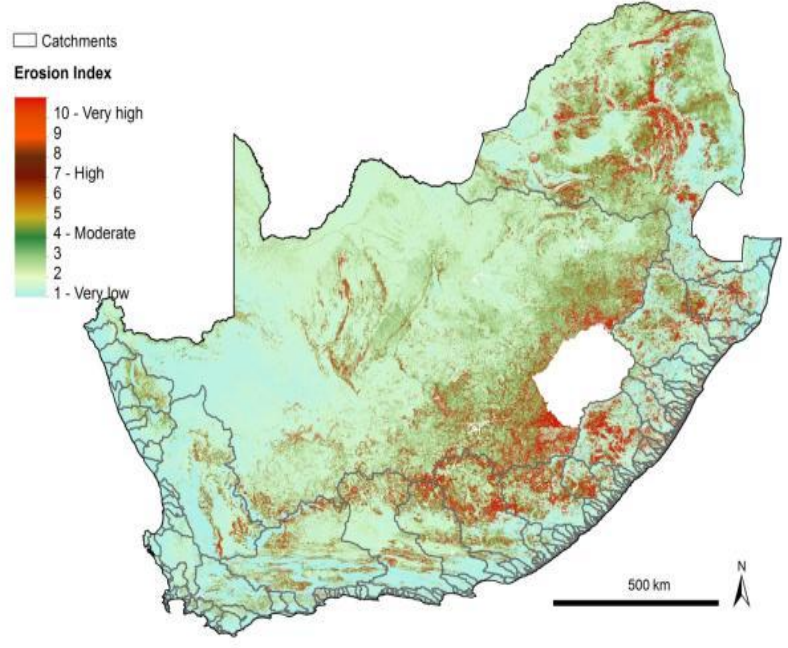 Catchments
Erosion Index
10 - Very high
9
8
7 - High
6
5
4 - Moderate
3
2
1 - Very low
N
500 km